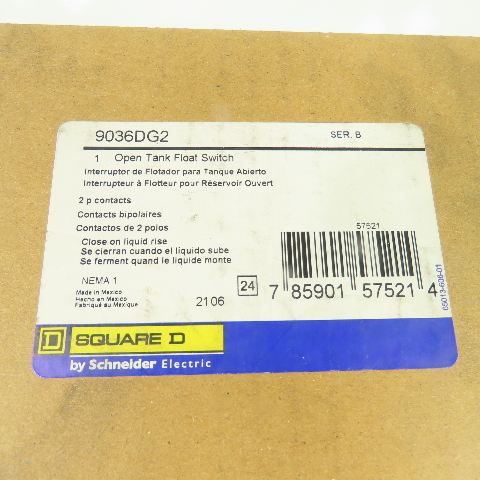 9036DG2 SER. B
1 Open Tank Float Switch
Interruptor de Flotador para Tanque Abierto
Interrupteur à Flotteur pour Réservoir Ouvert
2 p contacts
Contacts bipolaires
Contactos de 2 polos
Close on liquid rise
Se cierran cuando el líquido sube
Se ferment quand le liquide monte
NEMA 1
Made in Mexico
Hecho en Mexico
Fabriqué au Mexique
2106
24
57521
7 85901 57521 4
65013-606-01
D SQUARE D
by Schneider Electric